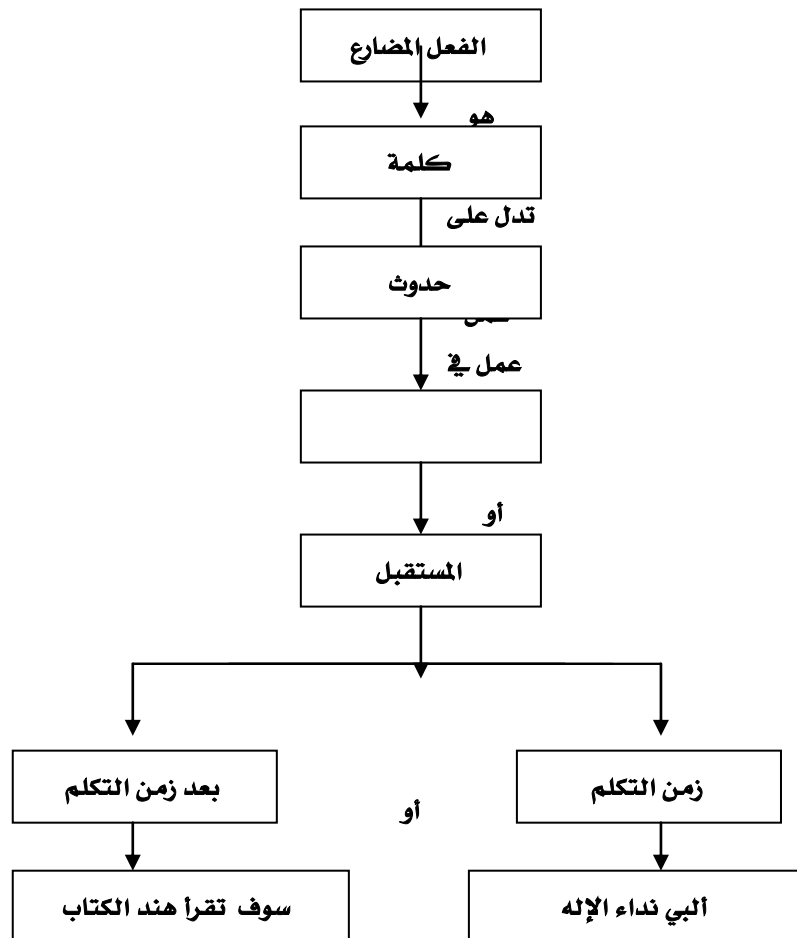 الفعل المضارع
هو
كلمة
تدل على
حدوث
عمل في
أو
المستقبل
زمن التكلم
أو
بعد زمن التكلم
ألبي نداء الإله
سوف تقرأ هند الكتاب